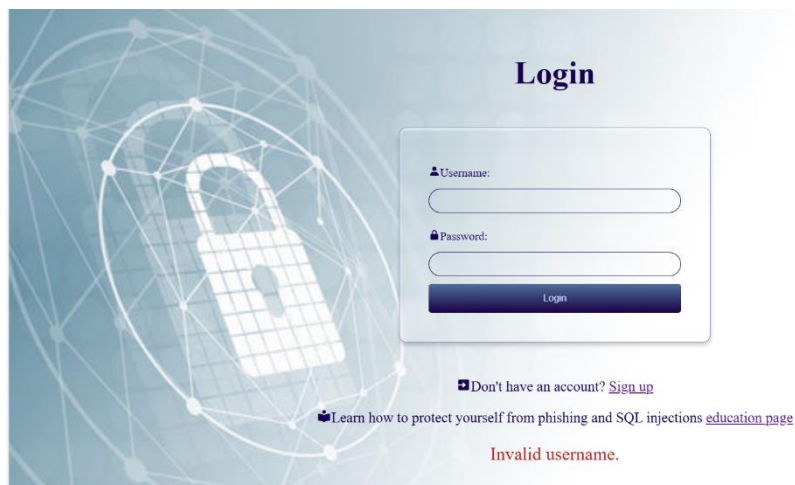 Login
Username:
Password:
Login
Don't have an account? Sign up
Learn how to protect yourself from phishing and SQL injections education page
Invalid username.